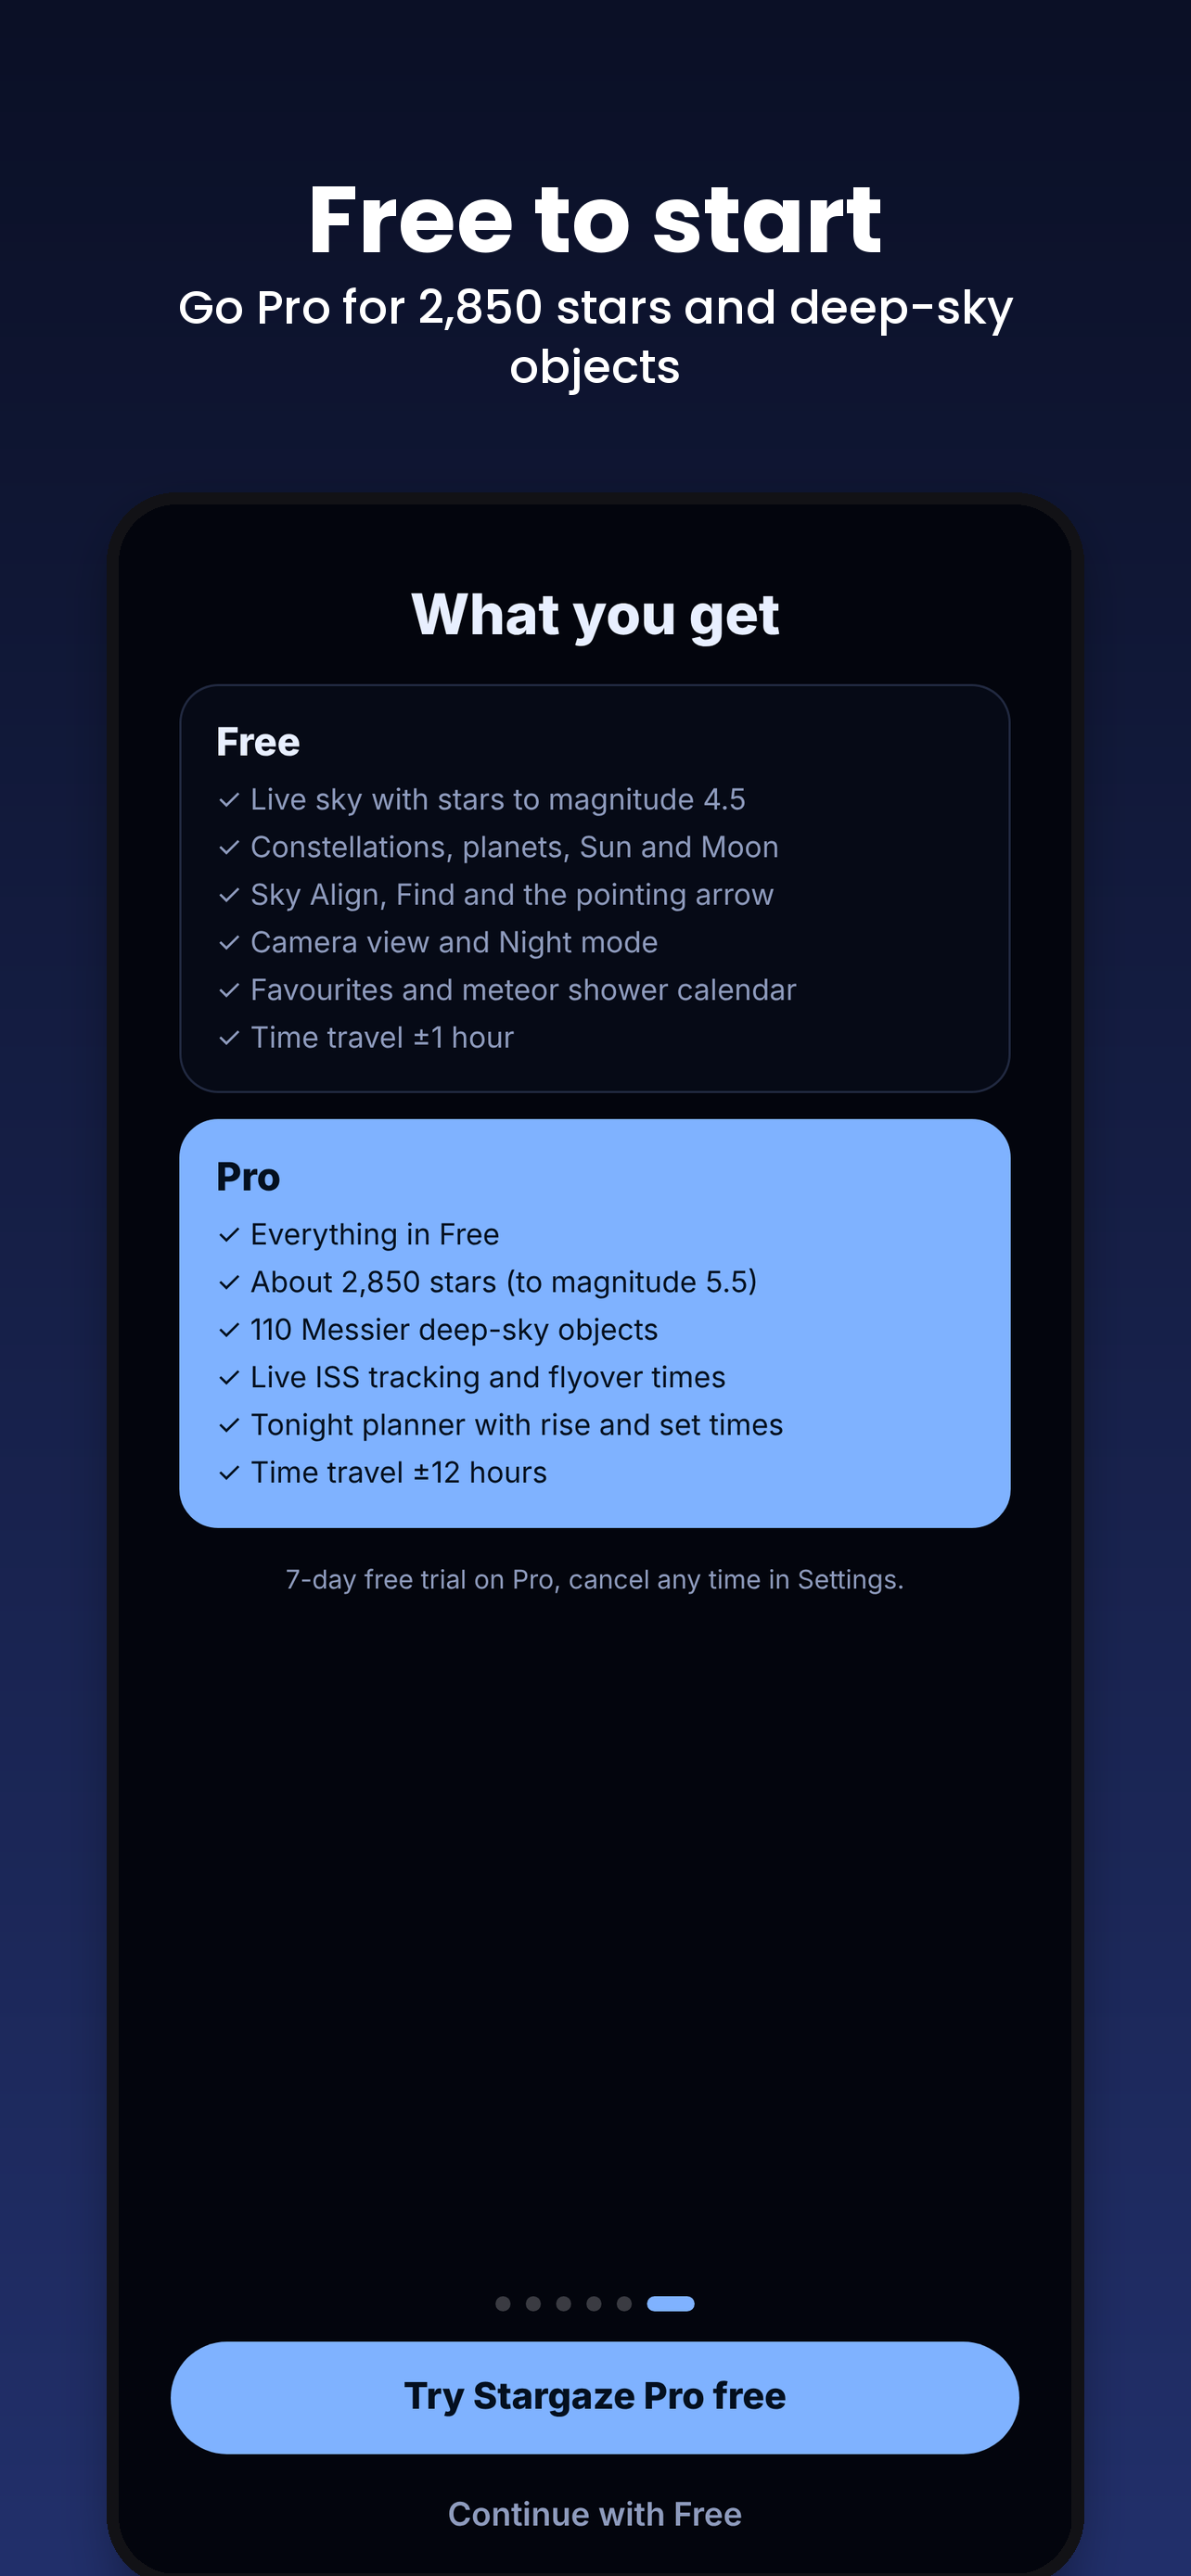 Free to start
Go Pro for 2,850 stars and deep-sky
objects
What you get
Free
✓ Live sky with stars to magnitude 4.5
✓ Constellations, planets, Sun and Moon
✓ Sky Align, Find and the pointing arrow
✓ Camera view and Night mode
✓ Favourites and meteor shower calendar
✓ Time travel ±1 hour
Pro
✓ Everything in Free
✓ About 2,850 stars (to magnitude 5.5)
✓ 110 Messier deep-sky objects
✓ Live ISS tracking and flyover times
✓ Tonight planner with rise and set times
✓ Time travel ±12 hours
7-day free trial on Pro, cancel any time in Settings.
Try Stargaze Pro free
Continue with Free